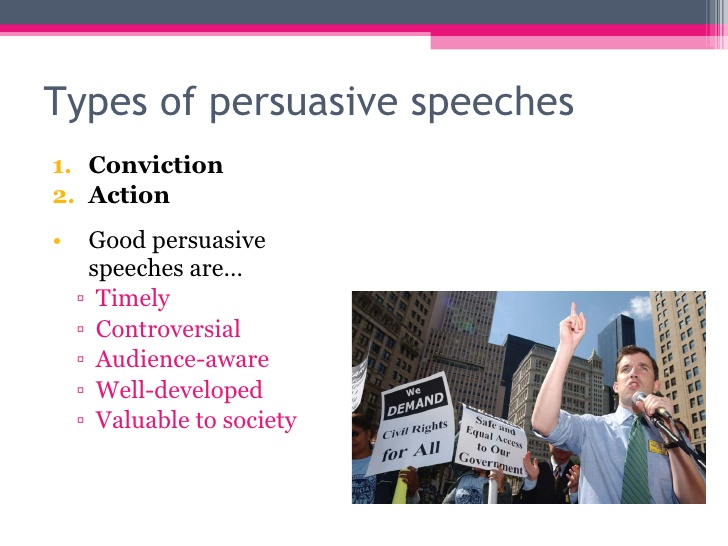 Types of persuasive speeches
1. Conviction
2. Action
• Good persuasive
speeches are…
▫ Timely
▫ Controversial
▫ Audience-aware
▫ Well-developed
▫ Valuable to society
We
DEMAND
Civil Rights
for All
Safe and
Equal Access
to Our
Government